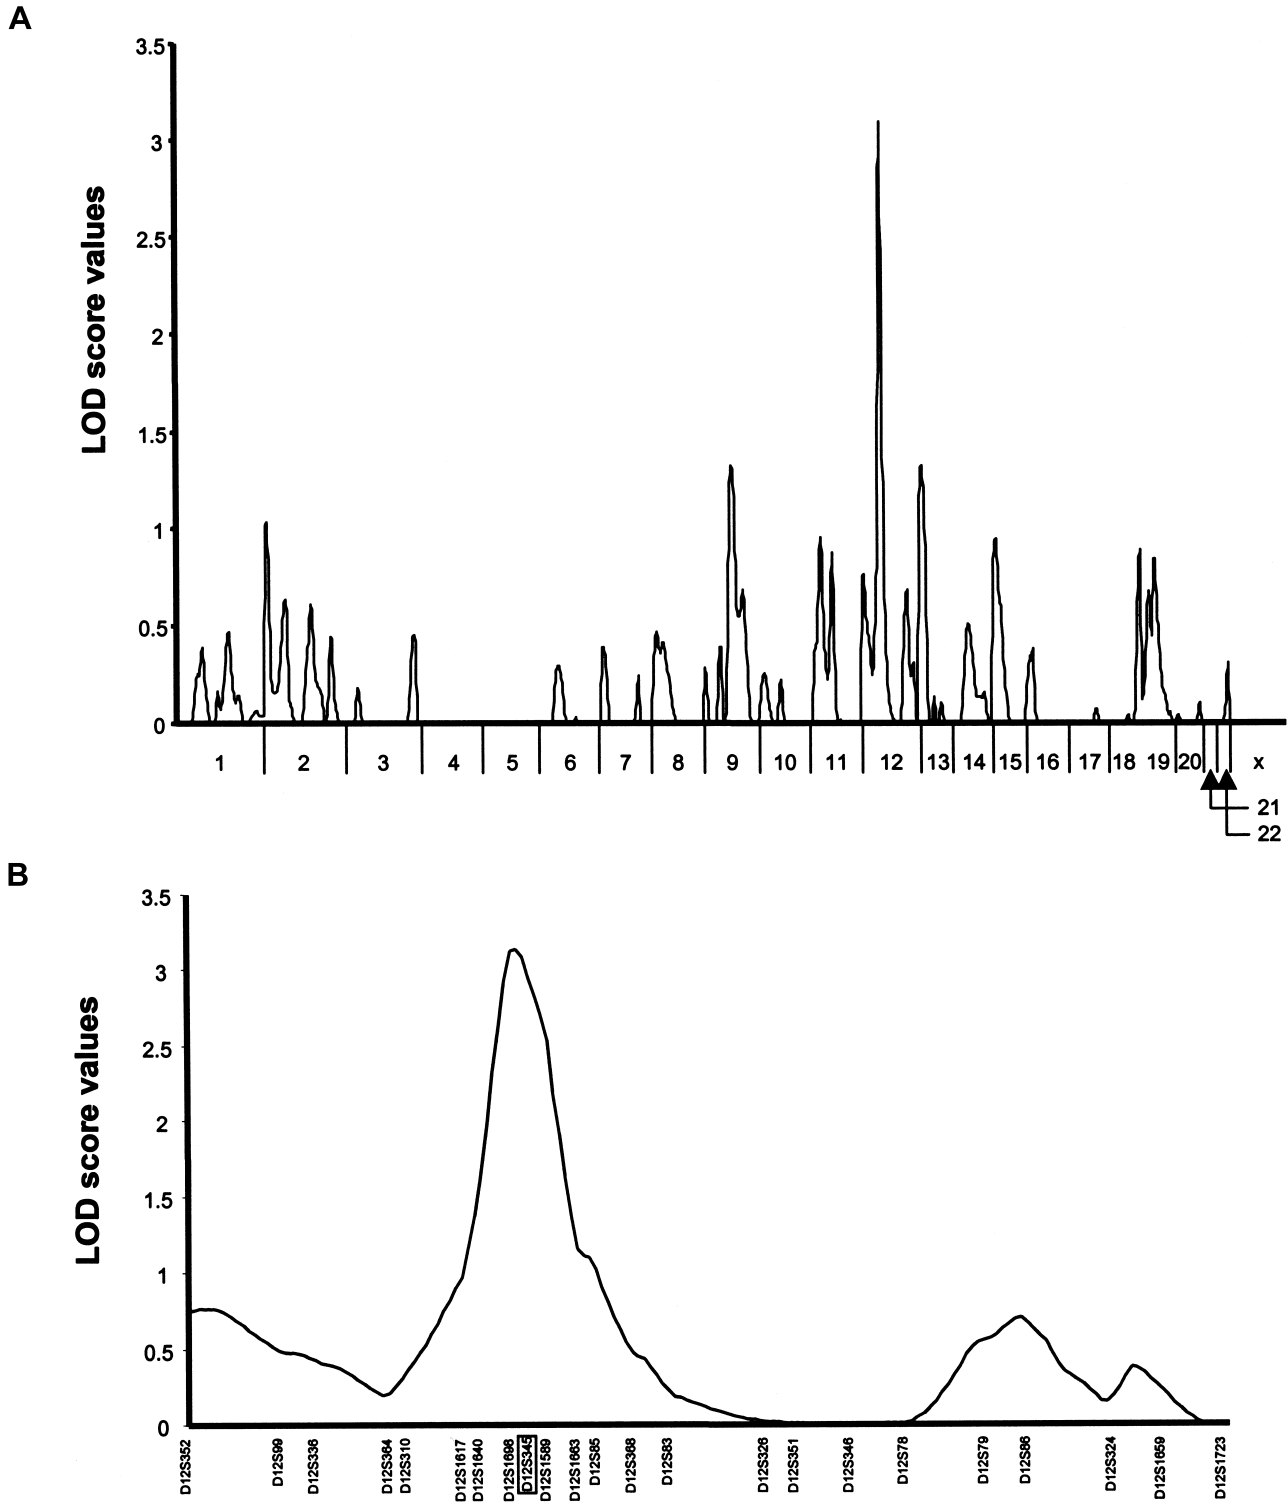 A
3.5
3
2.5
2
1.5
1
0.5
0
LOD score values
1 2 3 4 5 6 7 8 9 10 11 12 13 14 15 16 17 18 19 20 x
21
22
B
3.5
3
2.5
2
1.5
1
0.5
0
LOD score values
D12S352
D12S99
D12S336
D12S364
D12S310
D12S1617
D12S1640
D12S1698
D12S345
D12S1589
D12S1663
D12S85
D12S368
D12S83
D12S326
D12S351
D12S346
D12S78
D12S79
D12S86
D12S324
D12S1659
D12S1723